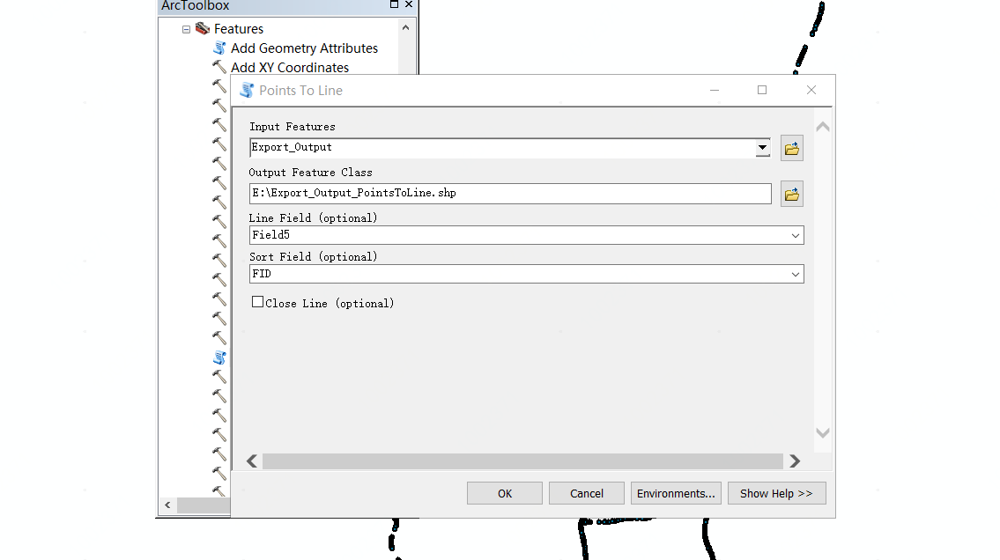 ArcToolbox
Features
Add Geometry Attributes
Add XY Coordinates
Points To Line
Input Features
Export_Output
Output Feature Class
E:\Export_Output_PointsToLine.shp
Line Field (optional)
Field5
Sort Field (optional)
FID
Close Line (optional)
OK Cancel Environments... Show Help >>